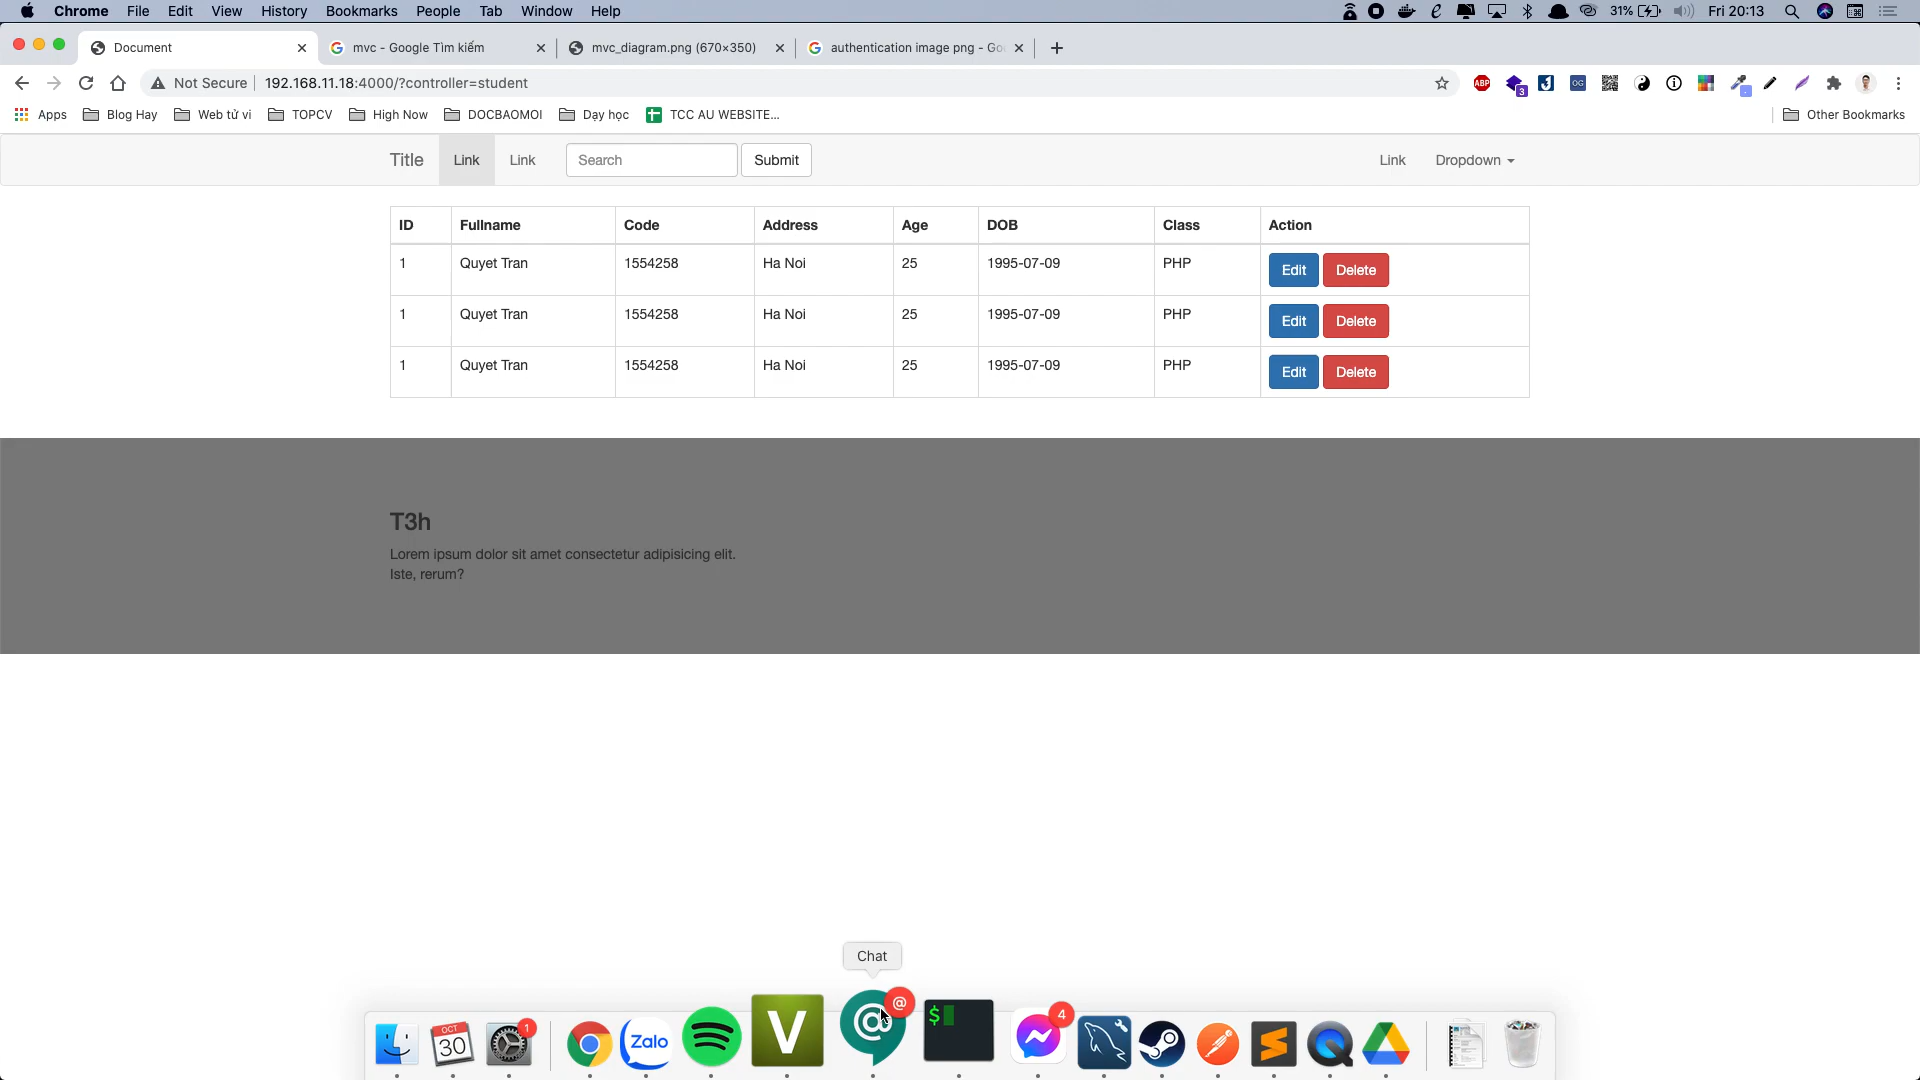 Chrome File Edit View History Bookmarks People Tab Window Help 31% Fri 20:13
Document mvc - Google Tìm kiếm mvc_diagram.png (670×350) authentication image png - Go
Not Secure 192.168.11.18:4000/?controller=student ABP 3 OG
Apps Blog Hay Web tử vi TOPCV High Now DOCBAOMOI Dạy học TCC AU WEBSITE... Other Bookmarks
Title Link Link Search Submit Link Dropdown
ID Fullname Code Address Age DOB Class Action
1 Quyet Tran 1554258 Ha Noi 25 1995-07-09 PHP Edit Delete
1 Quyet Tran 1554258 Ha Noi 25 1995-07-09 PHP Edit Delete
1 Quyet Tran 1554258 Ha Noi 25 1995-07-09 PHP Edit Delete
T3h
Lorem ipsum dolor sit amet consectetur adipisicing elit.
Iste, rerum?
Chat
OCT 30 1 Zalo V @ @ $ 4